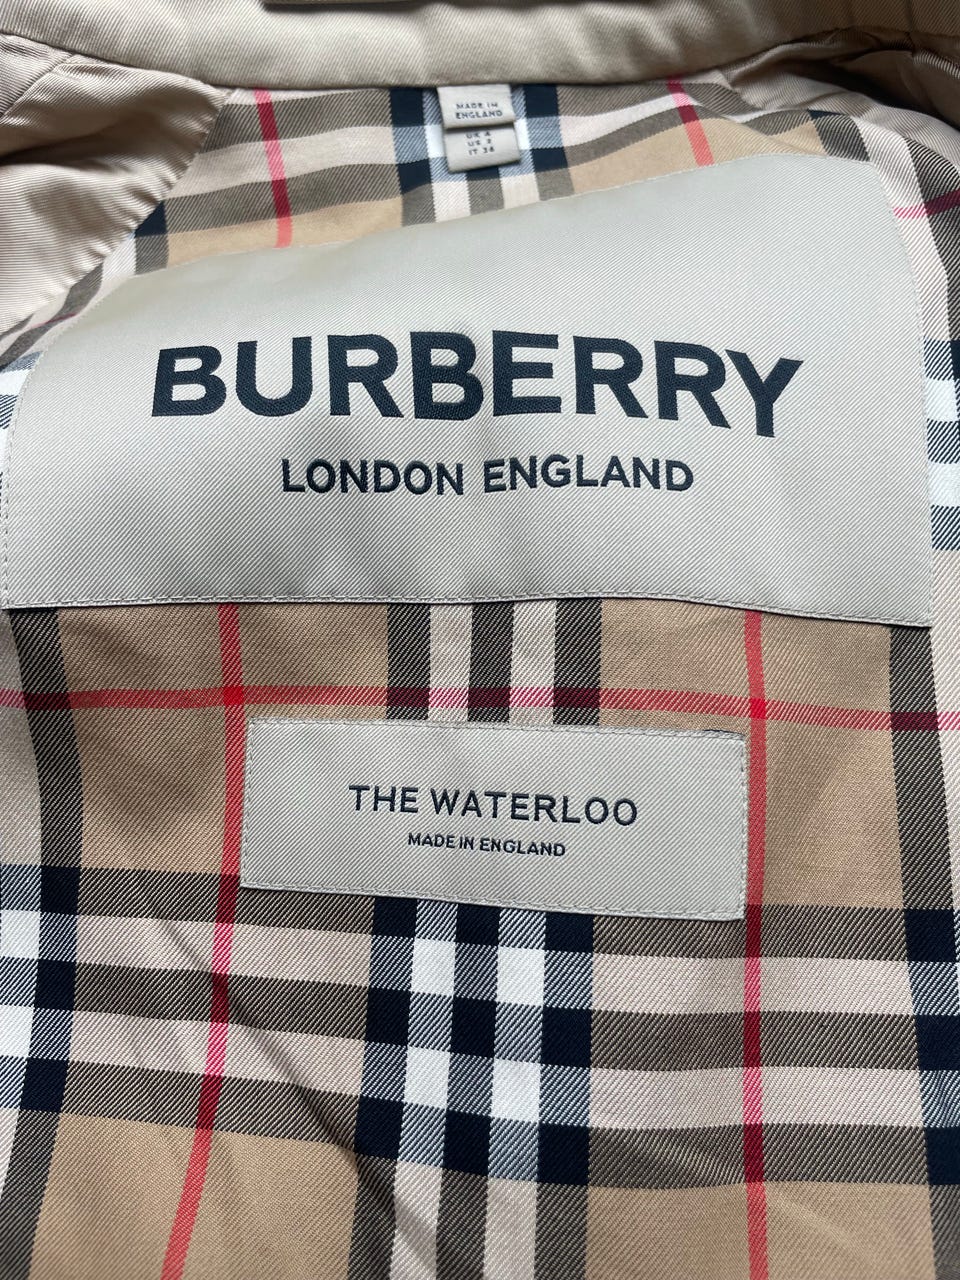 MADE IN
ENGLAND
UK 4
US 2
IT 36
BURBERRY
LONDON ENGLAND
THE WATERLOO
MADE IN ENGLAND